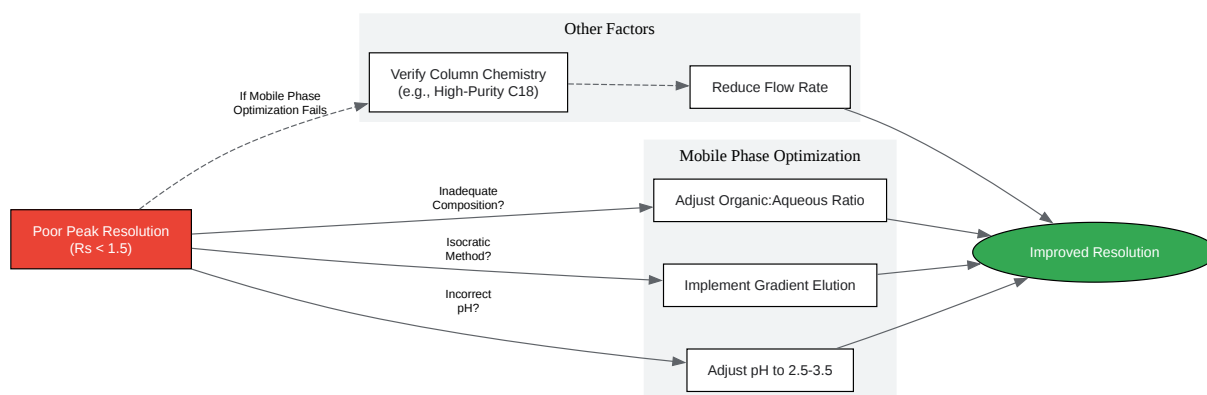 Other Factors
Verify Column Chemistry
(e.g., High-Purity C18)
Reduce Flow Rate
If Mobile Phase
Optimization Fails
Mobile Phase Optimization
Inadequate
Composition?
Adjust Organic:Aqueous Ratio
Poor Peak Resolution
(Rs < 1.5)
Isocratic
Method?
Implement Gradient Elution
Improved Resolution
Incorrect
pH?
Adjust pH to 2.5-3.5